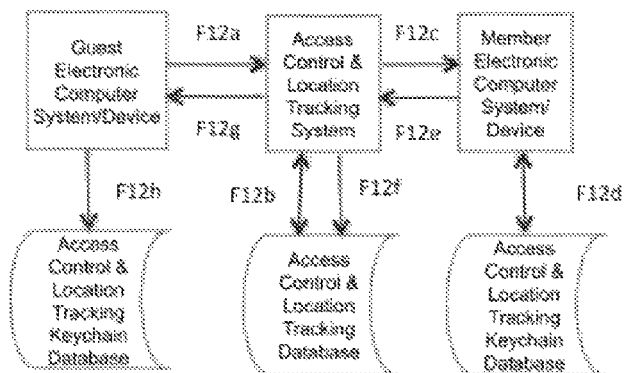 Guest
Electronic
Computer
System/Device
F12a
F12g
Access
Control &
Location
Tracking
System
F12c
F12e
Member
Electronic
Computer
System/
Device
F12h
F12b
F12f
F12d
Access
Control &
Location
Tracking
Keychain
Database
Access
Control &
Location
Tracking
Database
Access
Control &
Location
Tracking
Keychain
Database